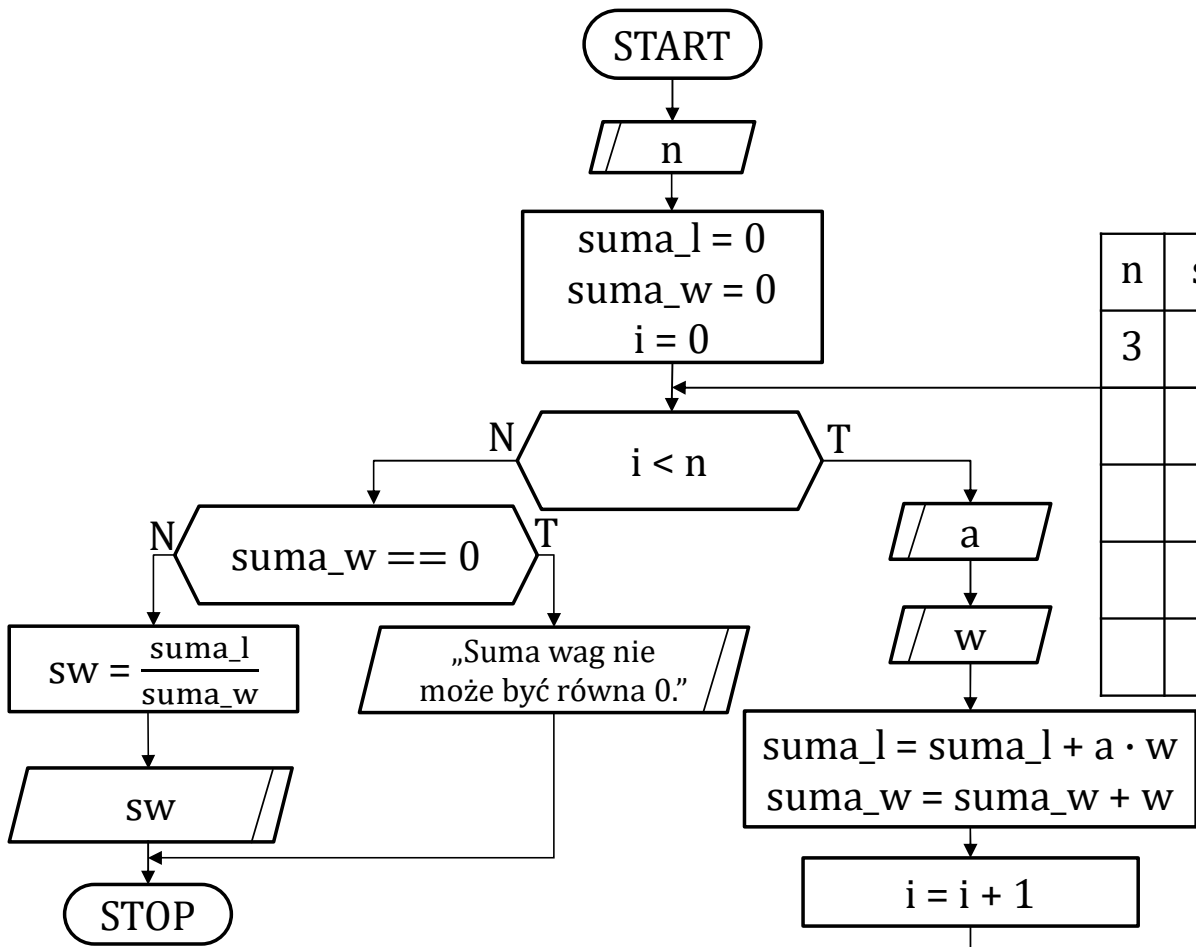 START
n
suma_l = 0
suma_w = 0
i = 0
n s
3
N
i < n
T
N
suma_w == 0
T
a
w
sw = suma_l / suma_w
„Suma wag nie
może być równa 0.”
suma_l = suma_l + a · w
suma_w = suma_w + w
sw
i = i + 1
STOP